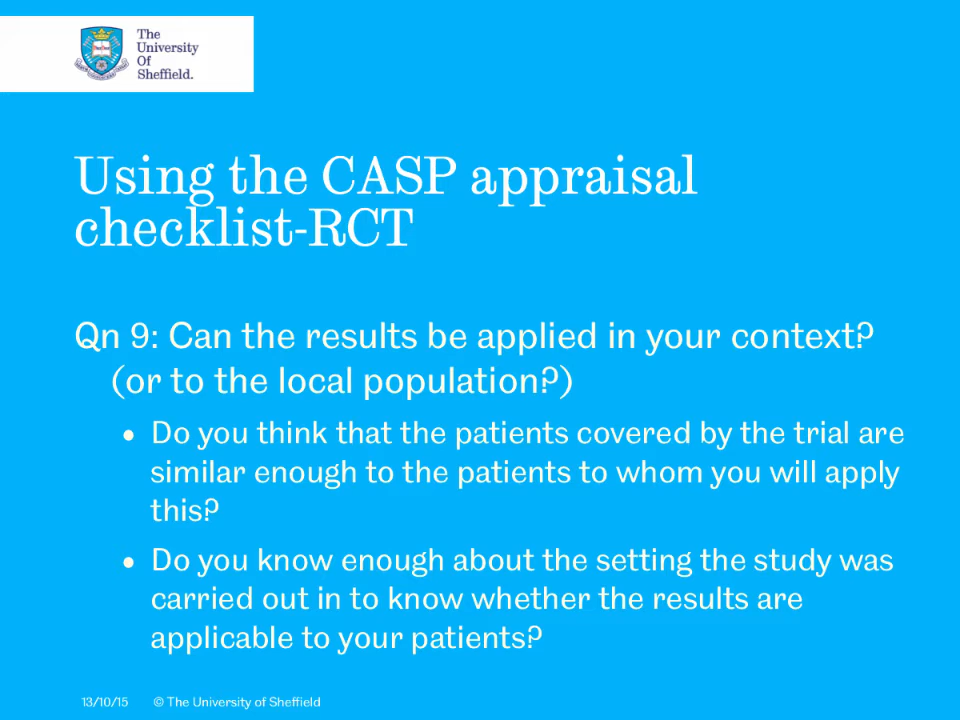 The
University
Of
Sheffield.
Using the CASP appraisal
checklist-RCT
Qn 9: Can the results be applied in your context?
(or to the local population?)
• Do you think that the patients covered by the trial are
similar enough to the patients to whom you will apply
this?
• Do you know enough about the setting the study was
carried out in to know whether the results are
applicable to your patients?
13/10/15 © The University of Sheffield